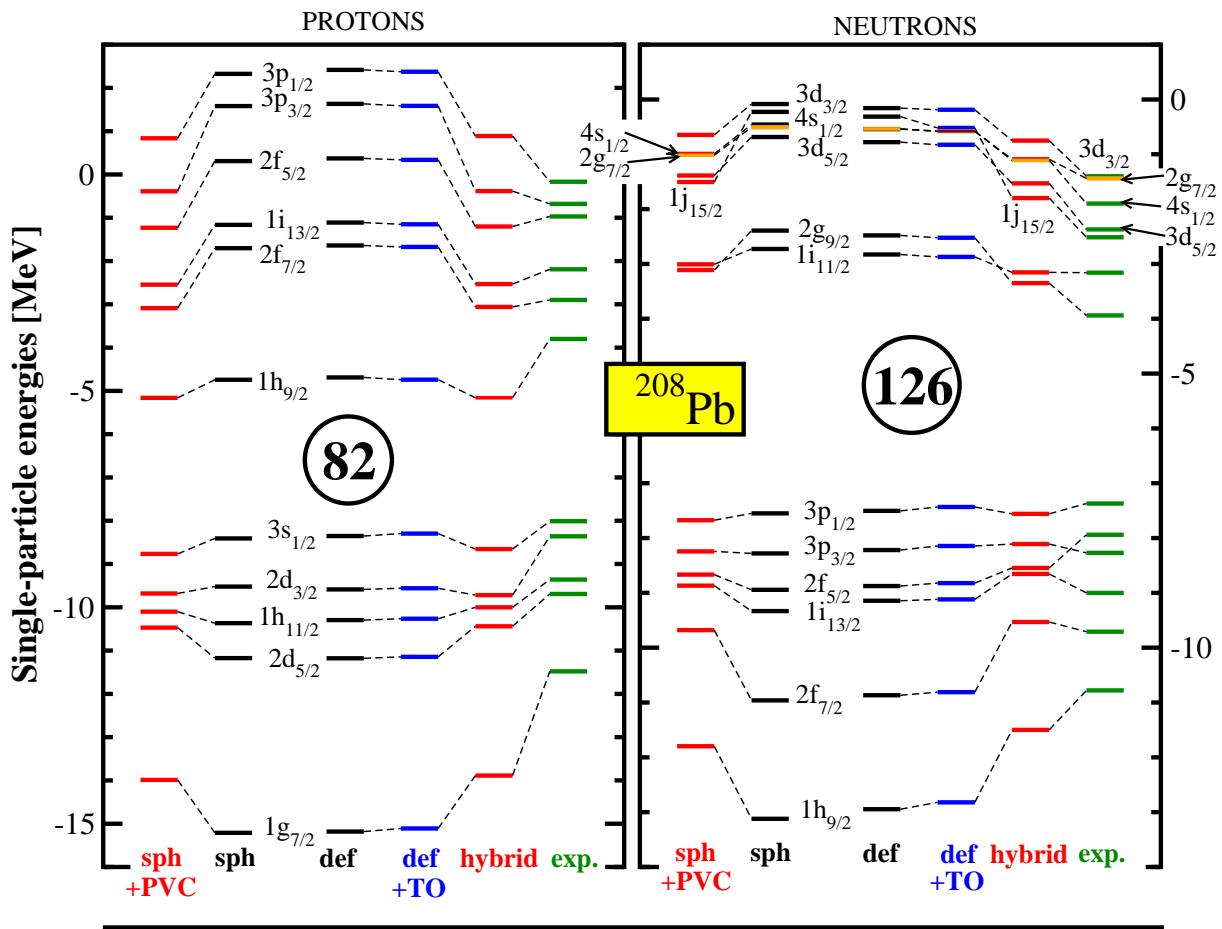 PROTONS
NEUTRONS
Single-particle energies [MeV]
0
-5
-10
-15
3p1/2
3p3/2
2f5/2
1i13/2
2f7/2
1h9/2
82
3s1/2
2d3/2
1h11/2
2d5/2
1g7/2
sph
+PVC
sph
def
def
+TO
hybrid
exp.
208Pb
4s1/2
2g7/2
1j15/2
3d3/2
4s1/2
3d5/2
2g9/2
1i11/2
1j15/2
3d3/2
2g7/2
4s1/2
3d5/2
126
3p1/2
3p3/2
2f5/2
1i13/2
2f7/2
1h9/2
sph
+PVC
sph
def
def
+TO
hybrid
exp.
0
-5
-10